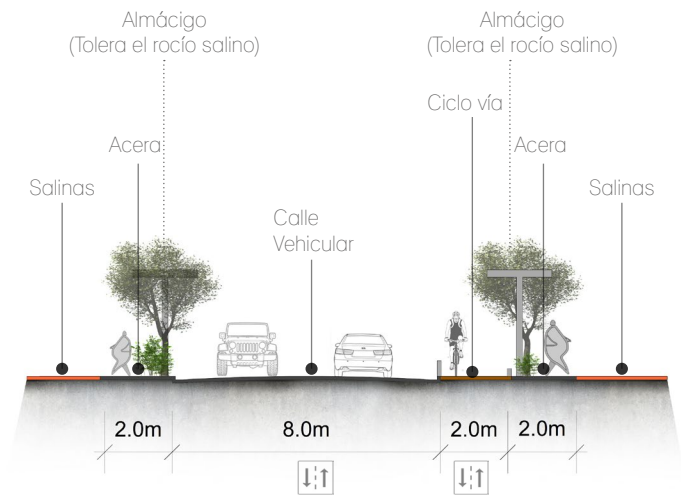 Almácigo
(Tolera el rocío salino)
Almácigo
(Tolera el rocío salino)
Ciclo vía
Acera
Acera
Salinas
Salinas
Calle
Vehicular
2.0m
8.0m
2.0m
2.0m